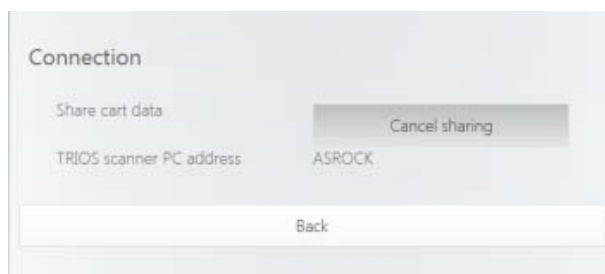 Connection
Share cart data
Cancel sharing
TRIOS scanner PC address ASROCK
Back